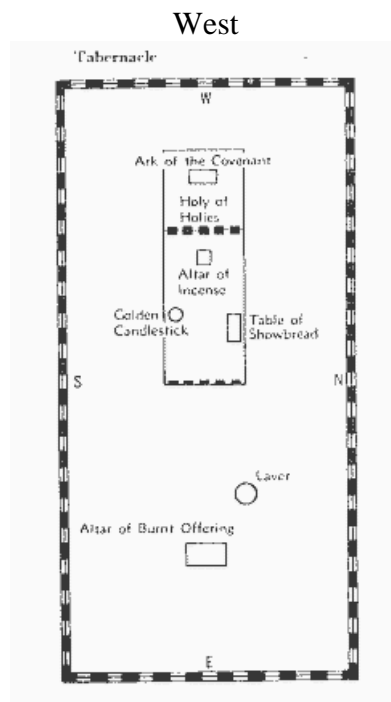 West
Tabernacle
W
Ark of the Covenant
Holy of
Holies
Altar of
Incense
Golden
Candlestick
Table of
Showbread
S
N
Laver
Altar of Burnt Offering
E